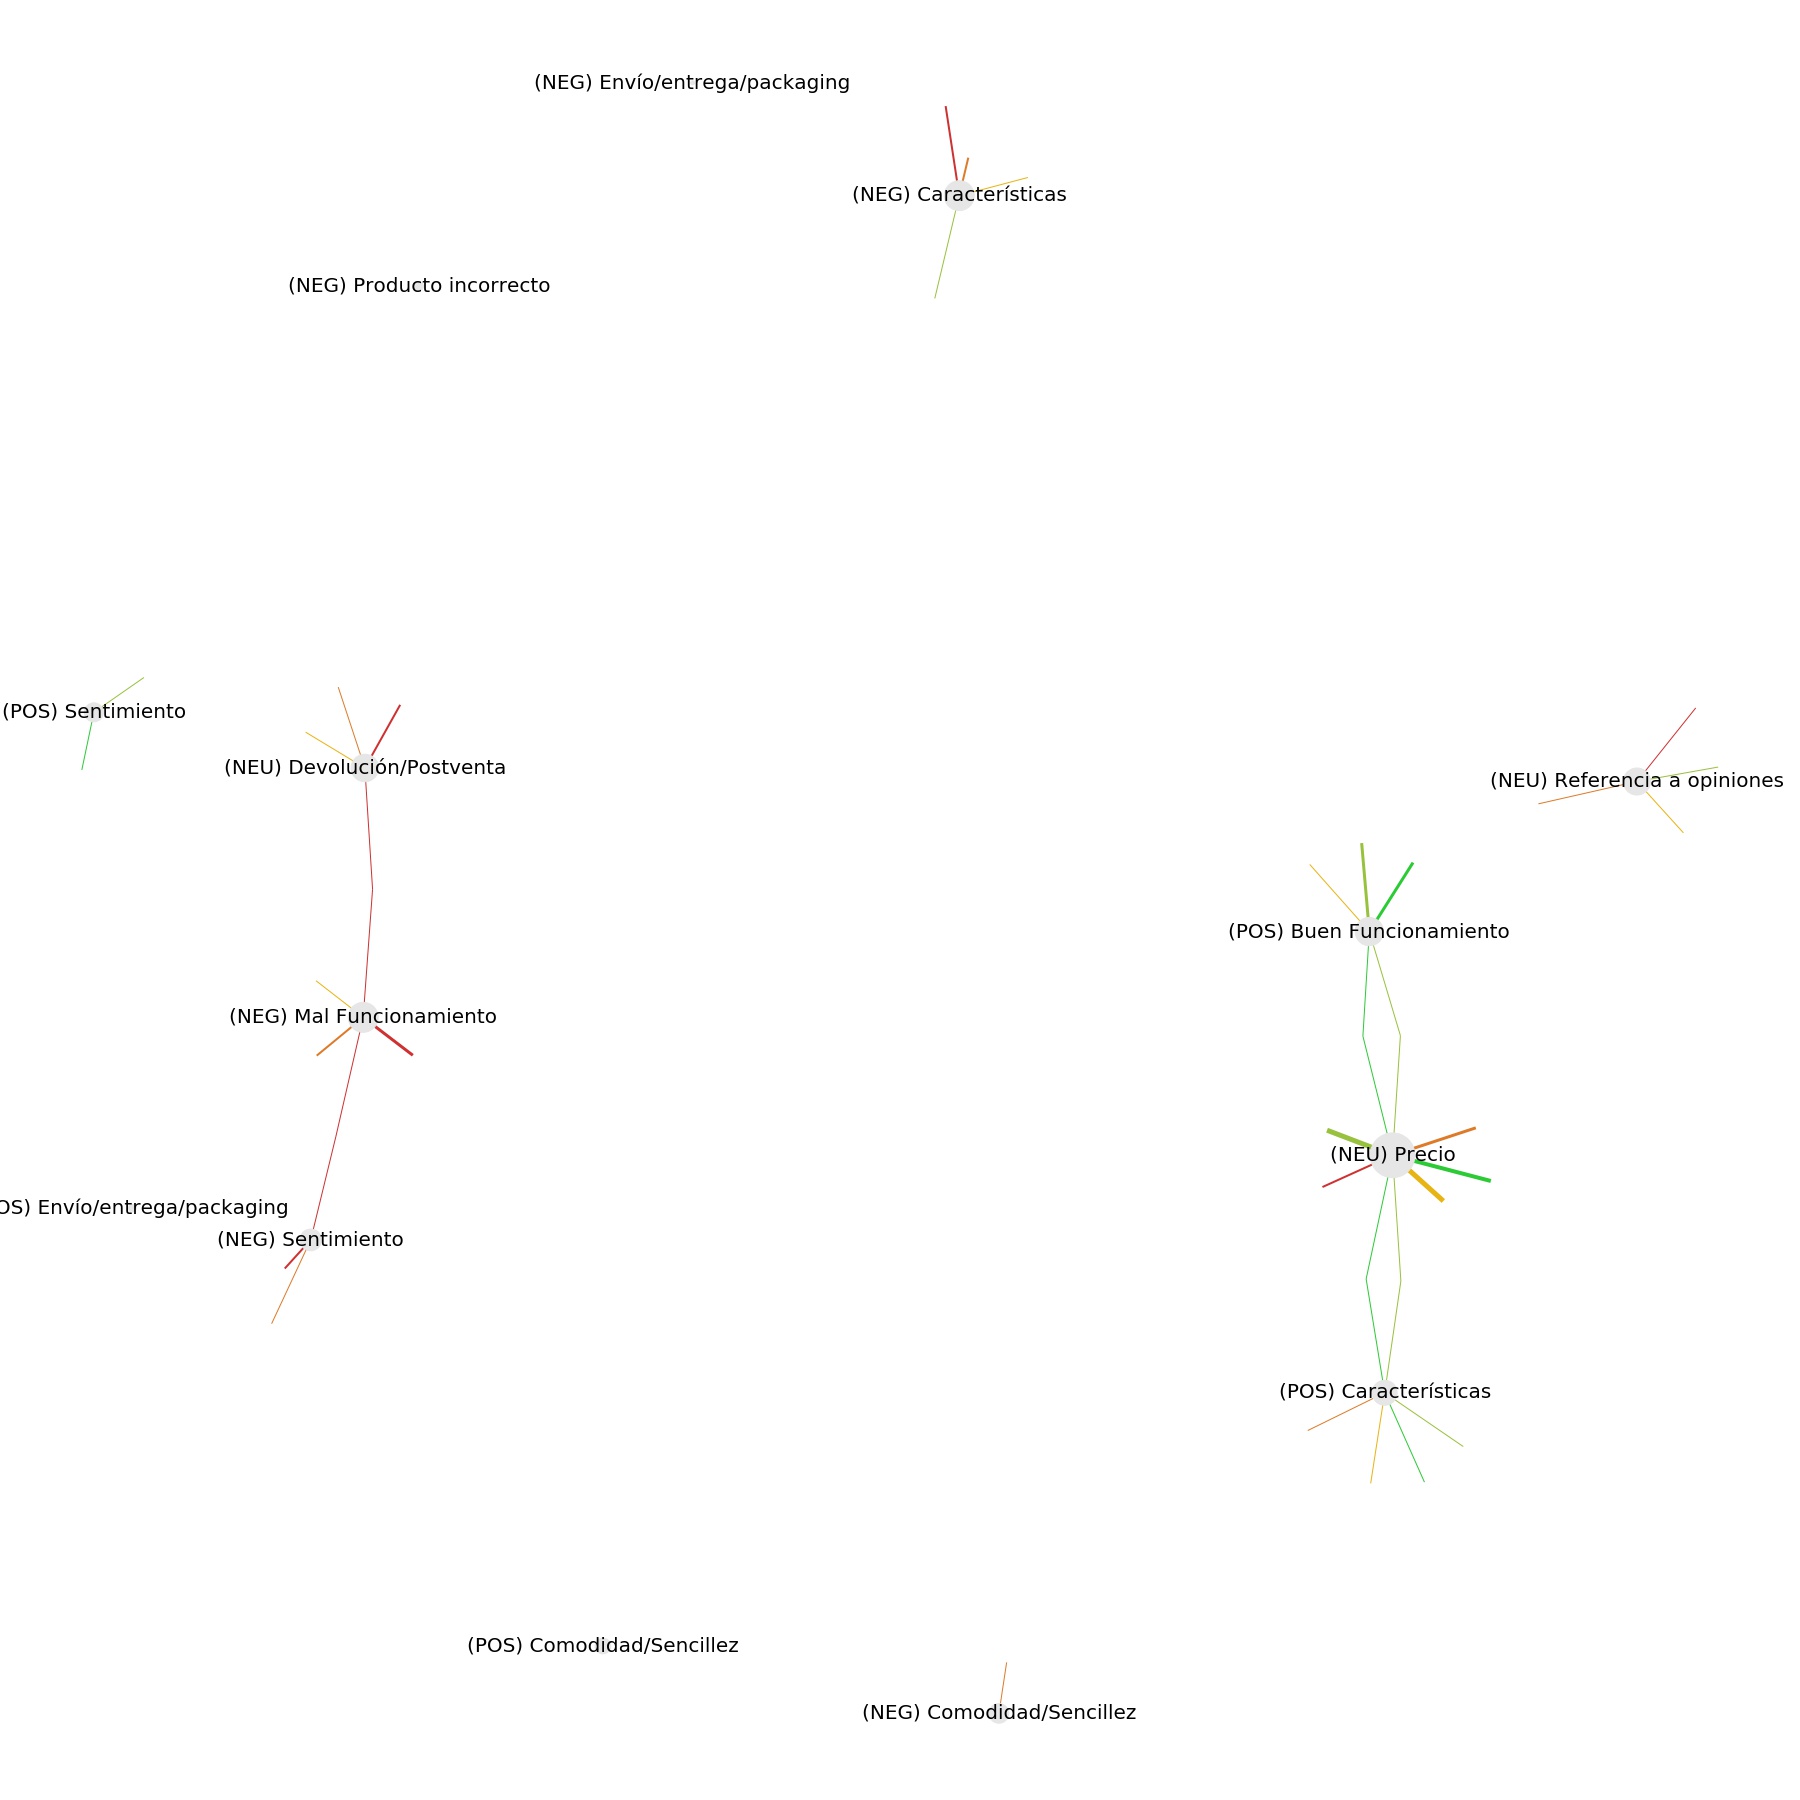 (NEG) Envío/entrega/packaging
(NEG) Características
(NEG) Producto incorrecto
(POS) Sentimiento
(NEU) Devolución/Postventa
(NEU) Referencia a opiniones
(POS) Buen Funcionamiento
(NEG) Mal Funcionamiento
(NEU) Precio
OS) Envío/entrega/packaging
(NEG) Sentimiento
(POS) Características
(POS) Comodidad/Sencillez
(NEG) Comodidad/Sencillez